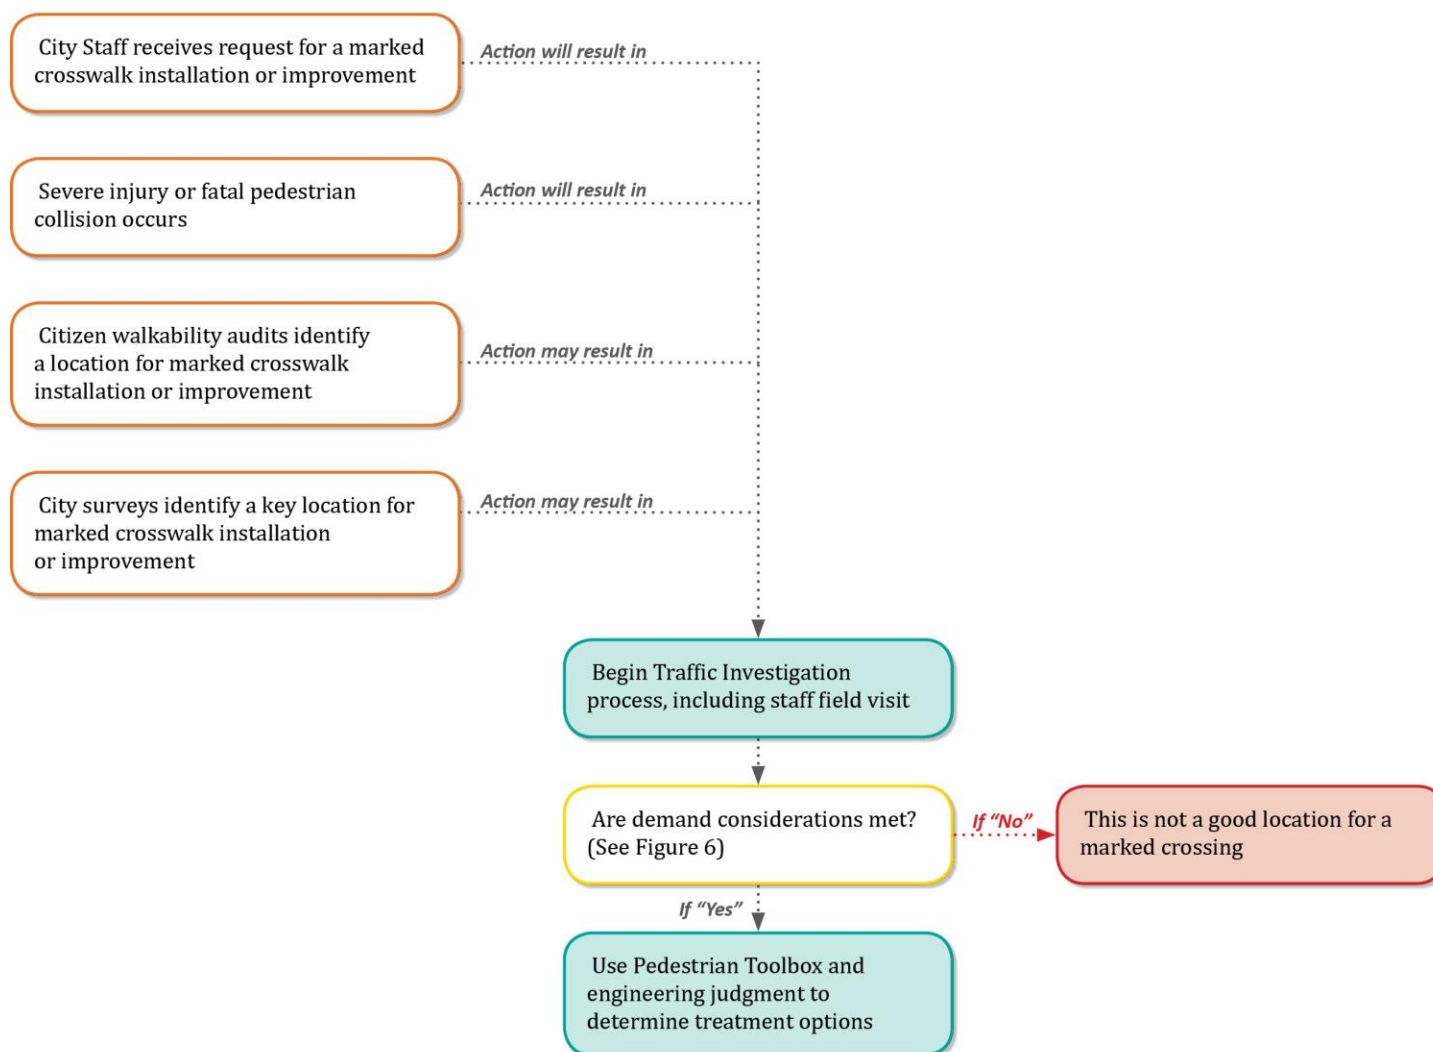 City Staff receives request for a marked
crosswalk installation or improvement
Action will result in
Severe injury or fatal pedestrian
collision occurs
Action will result in
Citizen walkability audits identify
a location for marked crosswalk
installation or improvement
Action may result in
City surveys identify a key location for
marked crosswalk installation
or improvement
Action may result in
Begin Traffic Investigation
process, including staff field visit
Are demand considerations met?
(See Figure 6)
If “No”
This is not a good location for a
marked crossing
If “Yes”
Use Pedestrian Toolbox and
engineering judgment to
determine treatment options